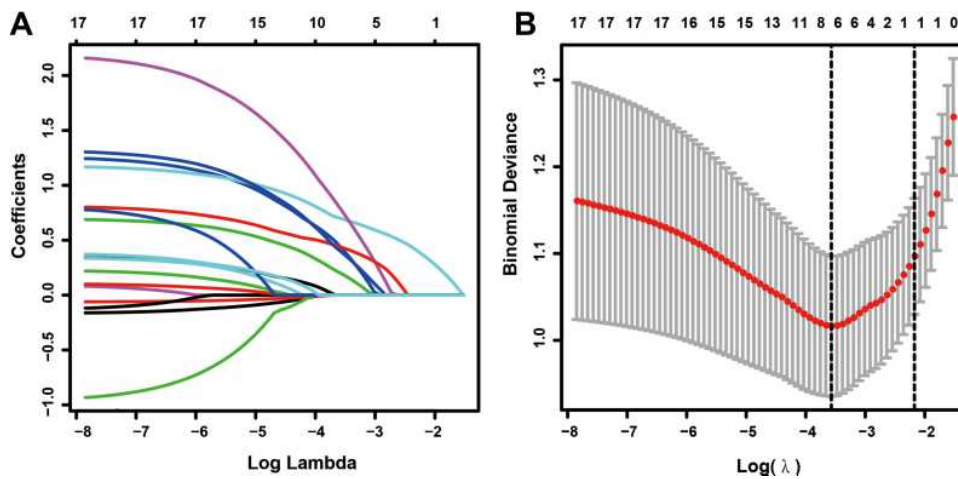 A
17 17 17 15 10 5 1
Coefficients
2.0
1.5
1.0
0.5
0.0
−0.5
−1.0
−8 −7 −6 −5 −4 −3 −2
Log Lambda
B
17 17 17 17 16 15 15 13 11 8 6 6 4 2 1 1 1 0
Binomial Deviance
1.3
1.2
1.1
1.0
−8 −7 −6 −5 −4 −3 −2
Log( λ )